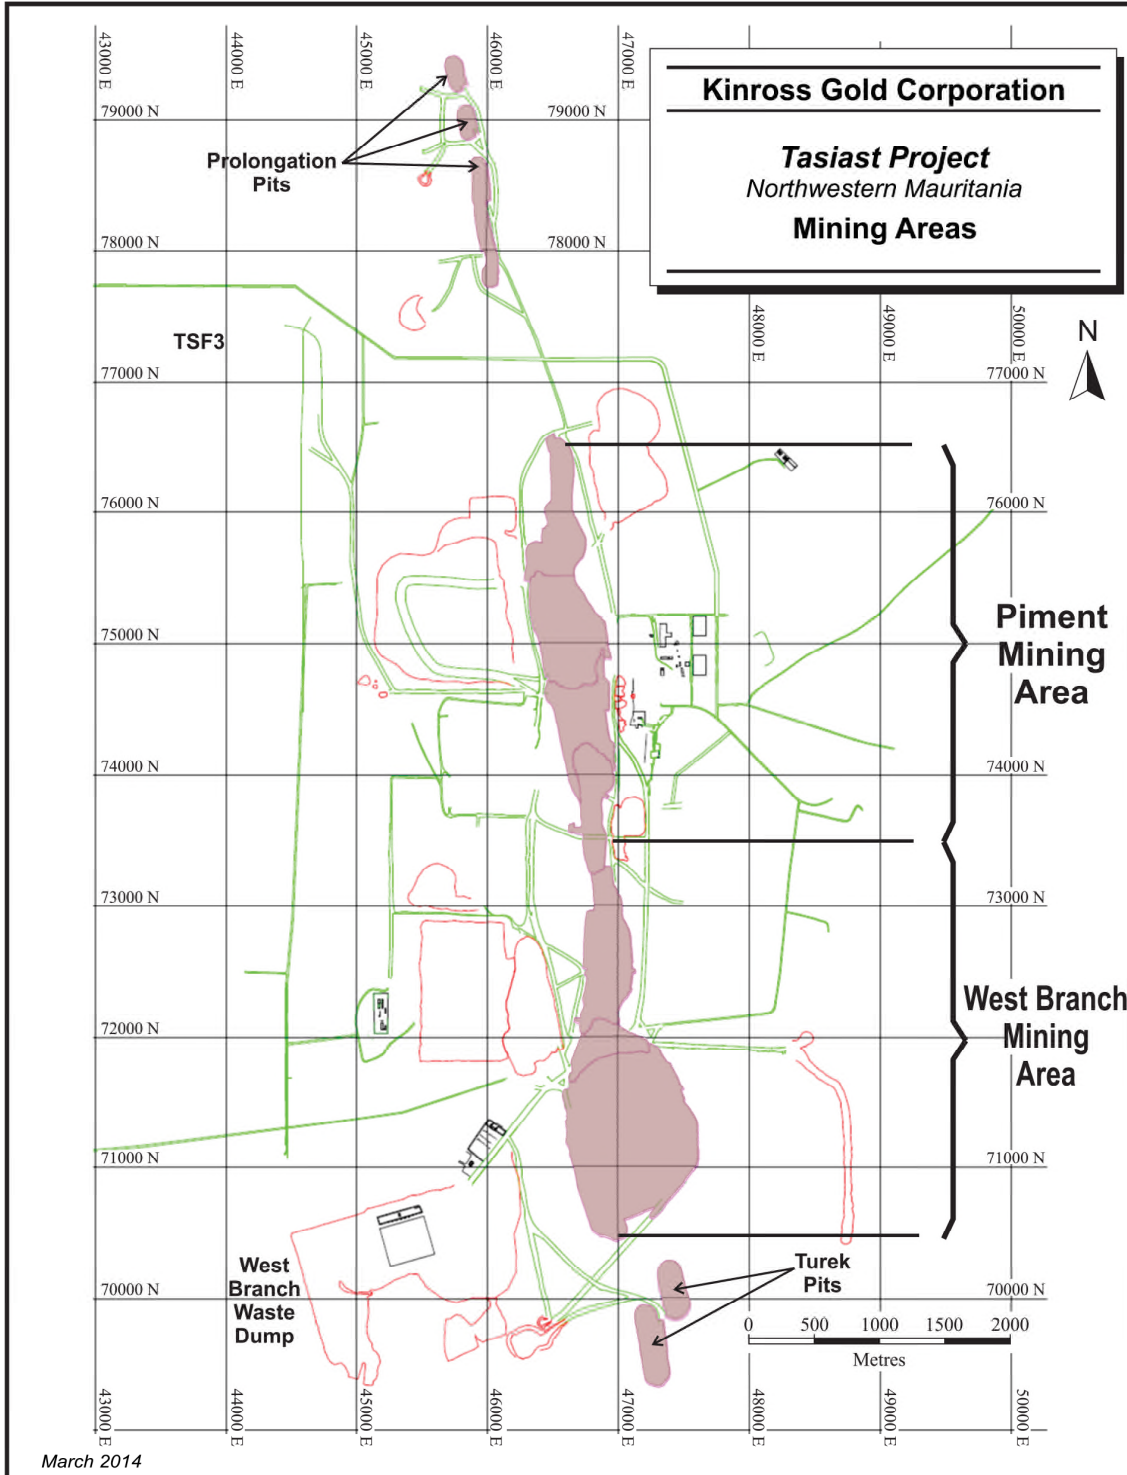 43000 E
44000 E
45000 E
46000 E
47000 E
Kinross Gold Corporation
Tasiast Project
Northwestern Mauritania
Mining Areas
79000 N
Prolongation
Pits
78000 N
78000 N
79000 N
TSF3
48000 E
49000 E
50000 E
N
77000 N
77000 N
76000 N
76000 N
75000 N
75000 N
Piment
Mining
Area
74000 N
74000 N
73000 N
73000 N
West Branch
Mining
Area
72000 N
72000 N
71000 N
71000 N
West
Branch
Waste
Dump
Turek
Pits
70000 N
70000 N
0 500 1000 1500 2000
Metres
43000 E
44000 E
45000 E
46000 E
47000 E
48000 E
49000 E
50000 E
March 2014